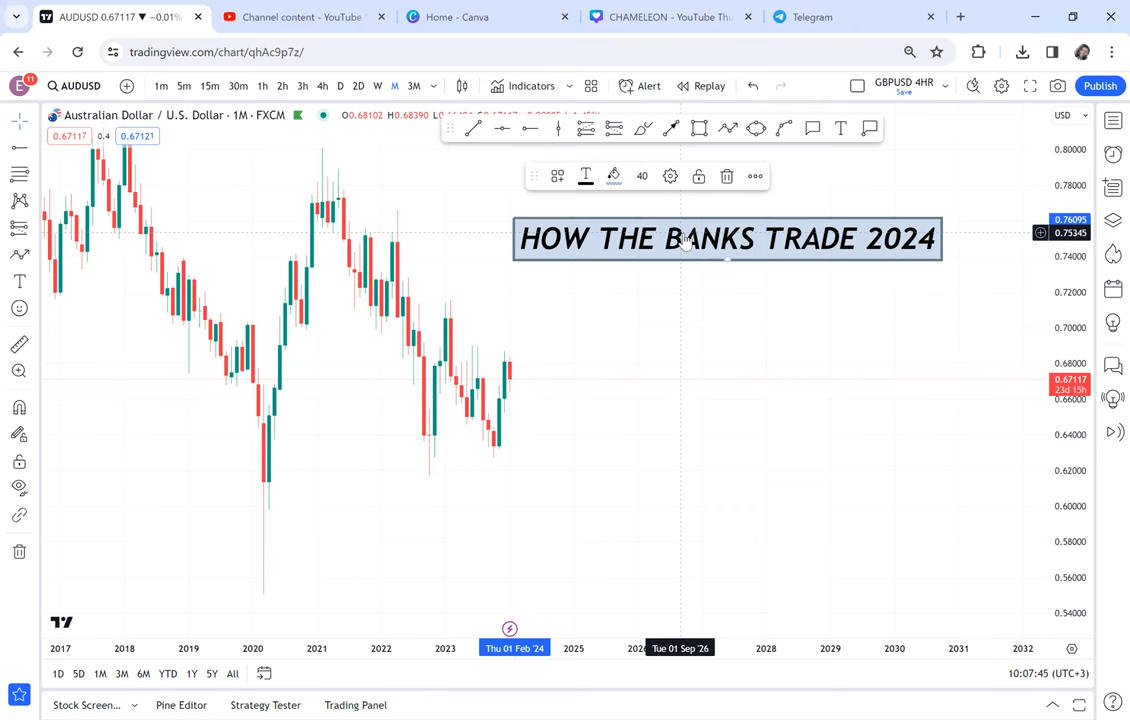 AUDUSD 0.67117 ▼ −0.01%
Channel content - YouTube
Home - Canva
CHAMELEON - YouTube Thu
Telegram
tradingview.com/chart/qhAc9p7z/
E 11
AUDUSD 1m 5m 15m 30m 1h 2h 3h 4h D 2D W M 3M Indicators Alert Replay GBPUSD 4HR Save Publish
Australian Dollar / U.S. Dollar · 1M · FXCM O0.68102 H0.68390
USD
0.67117 0.4 0.67121
T
T 40
HOW THE BANKS TRADE 2024
0.80000
0.78000
0.76095
0.75345
0.74000
0.72000
0.70000
0.68000
0.67117
23d 15h
0.66000
0.64000
0.62000
0.60000
0.58000
0.56000
0.54000
2017 2018 2019 2020 2021 2022 2023 Thu 01 Feb '24 2025 Tue 01 Sep '26 2028 2029 2030 2031 2032
1D 5D 1M 3M 6M YTD 1Y 5Y All
10:07:45 (UTC+3)
Stock Screen... Pine Editor Strategy Tester Trading Panel